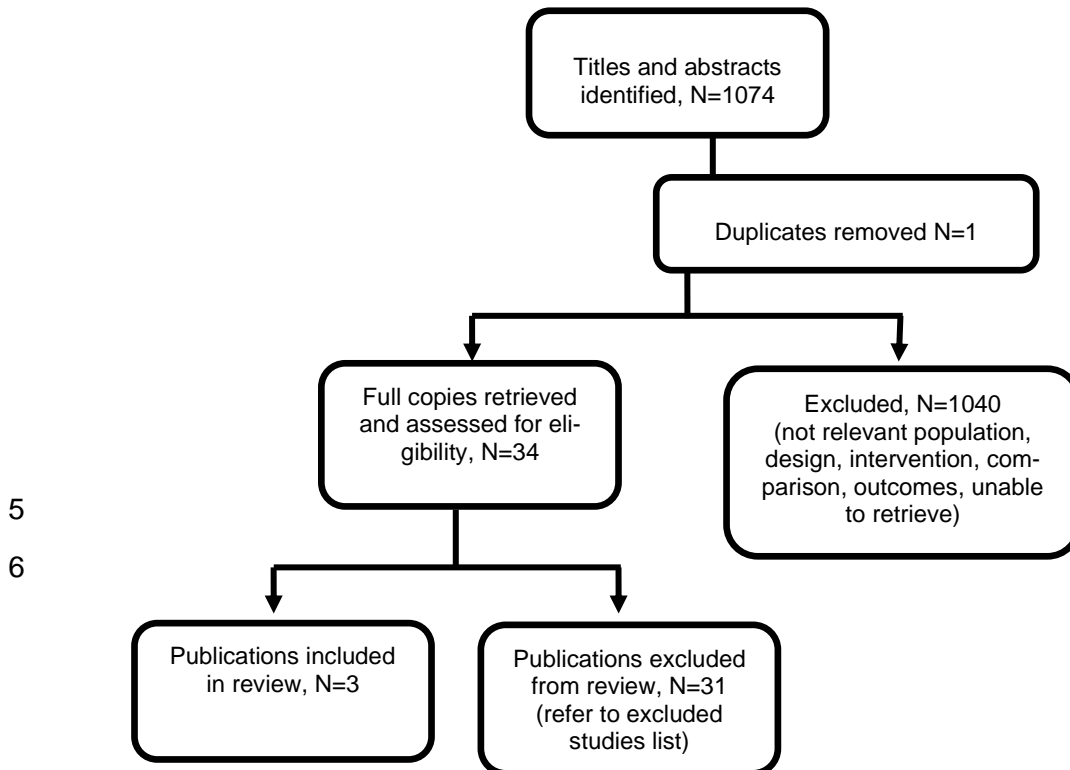 Titles and abstracts
identified, N=1074
Duplicates removed N=1
Full copies retrieved
and assessed for eli-
gibility, N=34
Excluded, N=1040
(not relevant population,
design, intervention, com-
parison, outcomes, unable
to retrieve)
5
6
Publications included
in review, N=3
Publications excluded
from review, N=31
(refer to excluded
studies list)